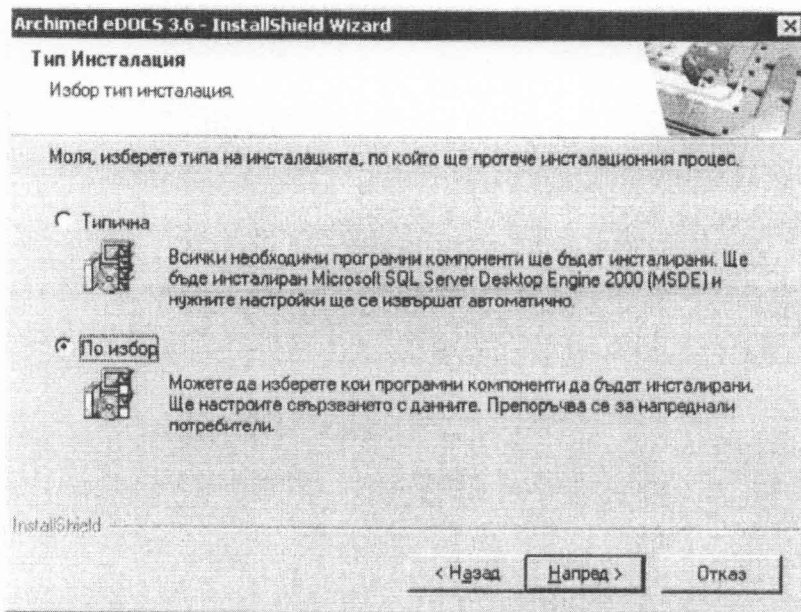 Archimed eDOCS 3.6 - InstallShield Wizard
Тип Инсталация
Избор тип инсталация.
Моля, изберете типа на инсталацията, по който ще протече инсталационния процес.
Типична
Всички необходими програмни компоненти ще бъдат инсталирани. Ще
бъде инсталиран Microsoft SQL Server Desktop Engine 2000 (MSDE) и
нужните настройки ще се извършат автоматично.
По избор
Можете да изберете кои програмни компоненти да бъдат инсталирани.
Ще настроите свързването с данните. Препоръчва се за напреднали
потребители.
InstallShield
< Назад Напред > Отказ